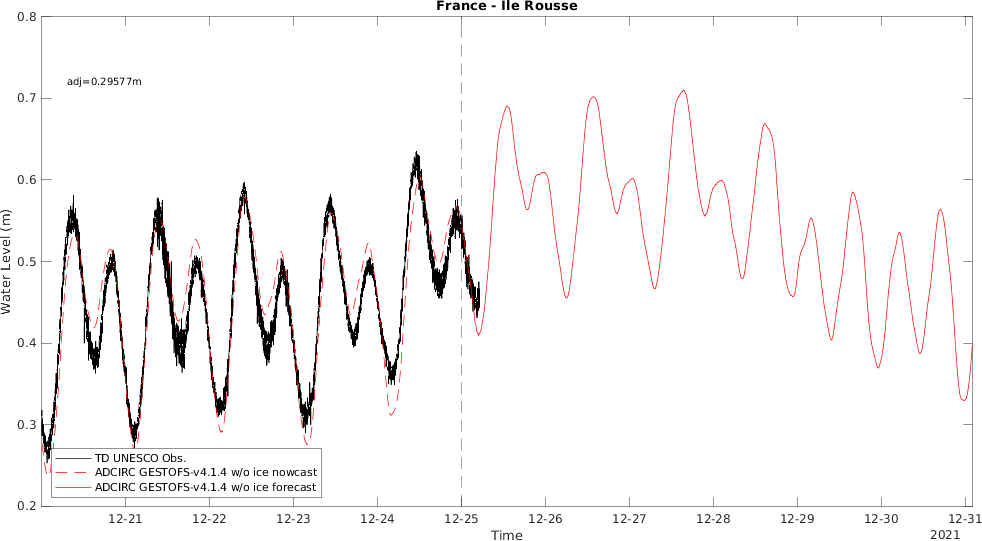 France - Ile Rousse
adj=0.29577m
Water Level (m)
0.8
0.7
0.6
0.5
0.4
0.3
0.2
TD UNESCO Obs.
ADCIRC GESTOFS-v4.1.4 w/o ice nowcast
ADCIRC GESTOFS-v4.1.4 w/o ice forecast
12-21 12-22 12-23 12-24 12-25 12-26 12-27 12-28 12-29 12-30 12-31
Time
2021